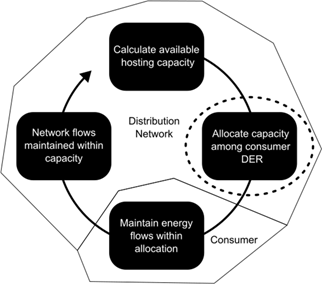 Calculate available
hosting capacity
Distribution
Network
Network flows
maintained within
capacity
Allocate capacity
among consumer
DER
Maintain energy
flows within
allocation
Consumer